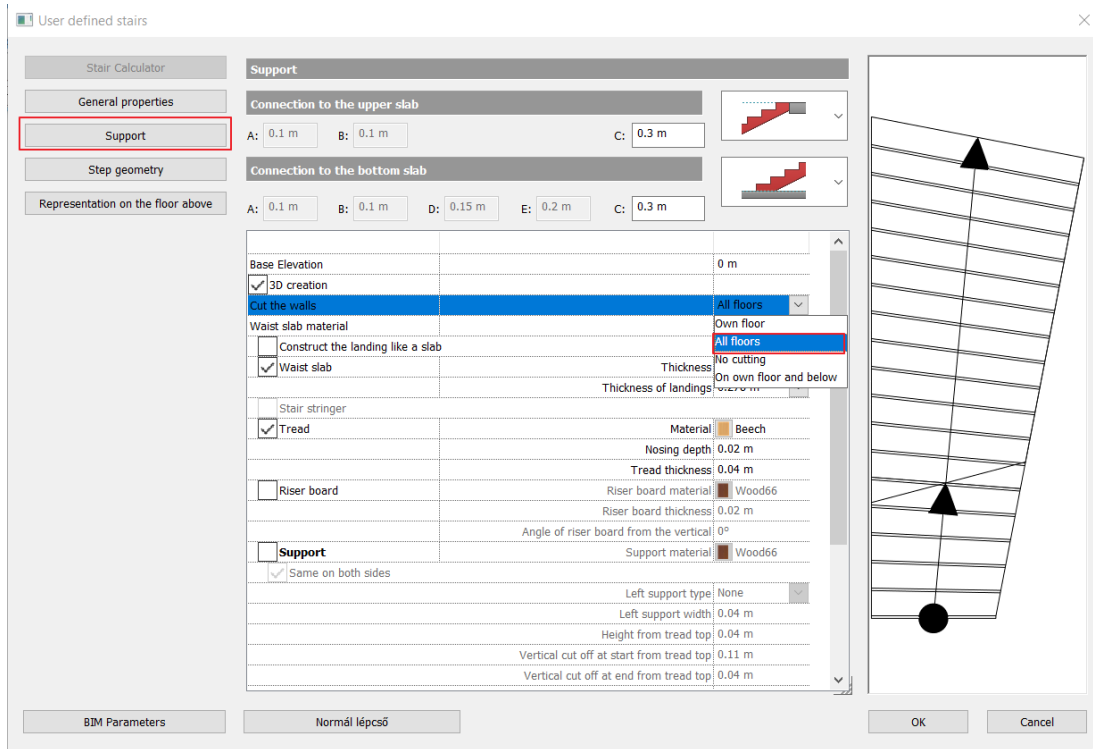 User defined stairs
Stair Calculator
General properties
Support
Step geometry
Representation on the floor above
Support
Connection to the upper slab
A: 0.1 m B: 0.1 m C: 0.3 m
Connection to the bottom slab
A: 0.1 m B: 0.1 m D: 0.15 m E: 0.2 m C: 0.3 m
Base Elevation 0 m
3D creation
Cut the walls All floors
Own floor
All floors
No cutting
On own floor and below
Waist slab material
Construct the landing like a slab
Waist slab Thickness
Thickness of landings
Stair stringer
Tread Material Beech
Nosing depth 0.02 m
Tread thickness 0.04 m
Riser board Riser board material Wood66
Riser board thickness 0.02 m
Angle of riser board from the vertical 0°
Support Support material Wood66
Same on both sides
Left support type None
Left support width 0.04 m
Height from tread top 0.04 m
Vertical cut off at start from tread top 0.11 m
Vertical cut off at end from tread top 0.04 m
BIM Parameters
Normál lépcső
OK
Cancel